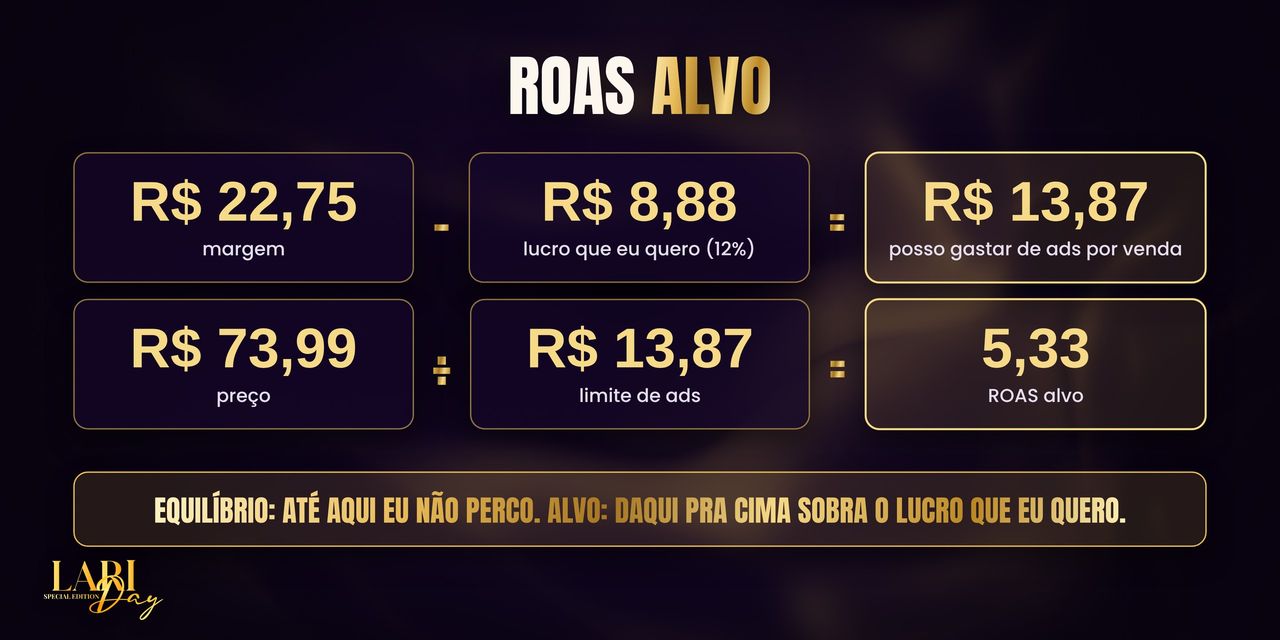 ROAS ALVO
R$ 22,75
margem
-
R$ 8,88
lucro que eu quero (12%)
=
R$ 13,87
posso gastar de ads por venda
R$ 73,99
preço
÷
R$ 13,87
limite de ads
=
5,33
ROAS alvo
EQUILÍBRIO: ATÉ AQUI EU NÃO PERCO. ALVO: DAQUI PRA CIMA SOBRA O LUCRO QUE EU QUERO.
LABI
SPECIAL EDITION Day